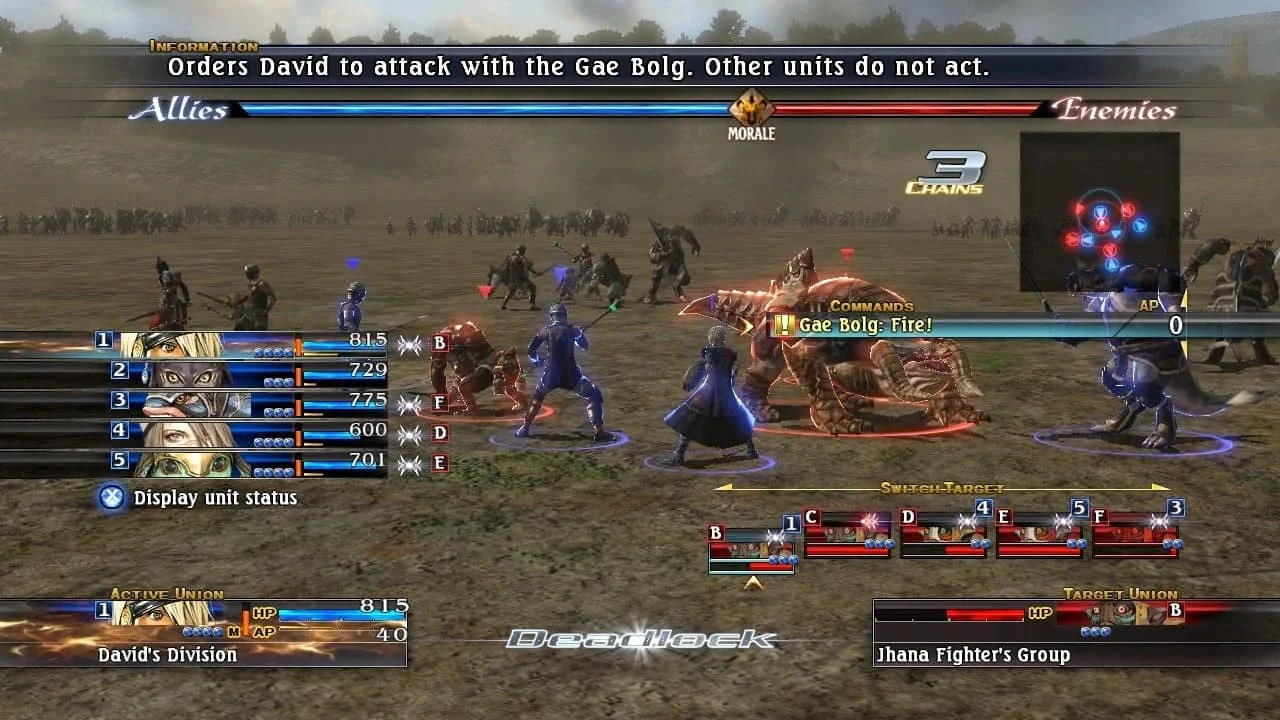 INFORMATION
Orders David to attack with the Gae Bolg. Other units do not act.
Allies
Enemies
MORALE
3
CHAINS
COMMANDS
AP
! Gae Bolg: Fire!
0
1 815 B
2 729
3 775 F
4 600 D
5 701 E
X Display unit status
SWITCH TARGET
B 1 C D 4 E 5 F 3
ACTIVE UNION
1 HP 815
M AP 40
David's Division
Deadlock
TARGET UNION
HP B
Jhana Fighter's Group